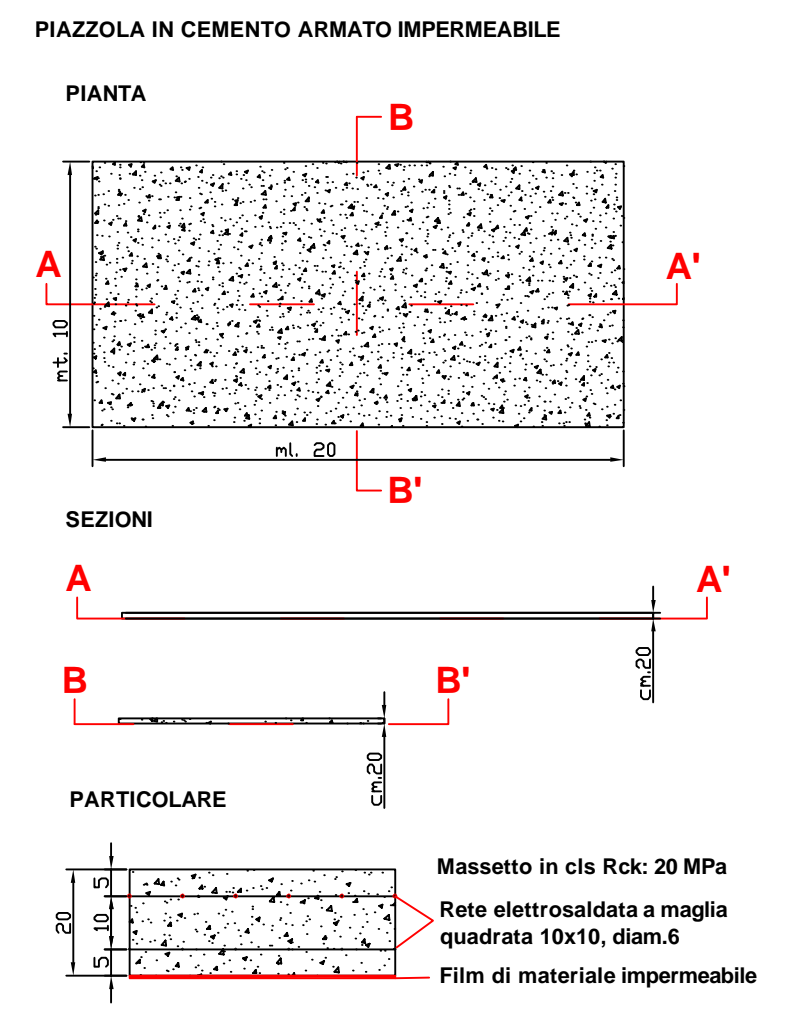 PIAZZOLA IN CEMENTO ARMATO IMPERMEABILE
PIANTA
B
A
A'
mt. 10
ml. 20
B'
SEZIONI
A
A'
cm.20
B
B'
cm.20
PARTICOLARE
20
5
10
5
Massetto in cls Rck: 20 MPa
Rete elettrosaldata a maglia
quadrata 10x10, diam.6
Film di materiale impermeabile